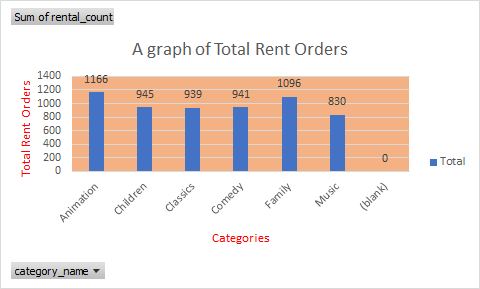 Sum of rental_count
A graph of Total Rent Orders
Total Rent Orders
1400
1200
1000
800
600
400
200
0
1166
945
939
941
1096
830
0
Animation
Children
Classics
Comedy
Family
Music
(blank)
Total
Categories
category_name